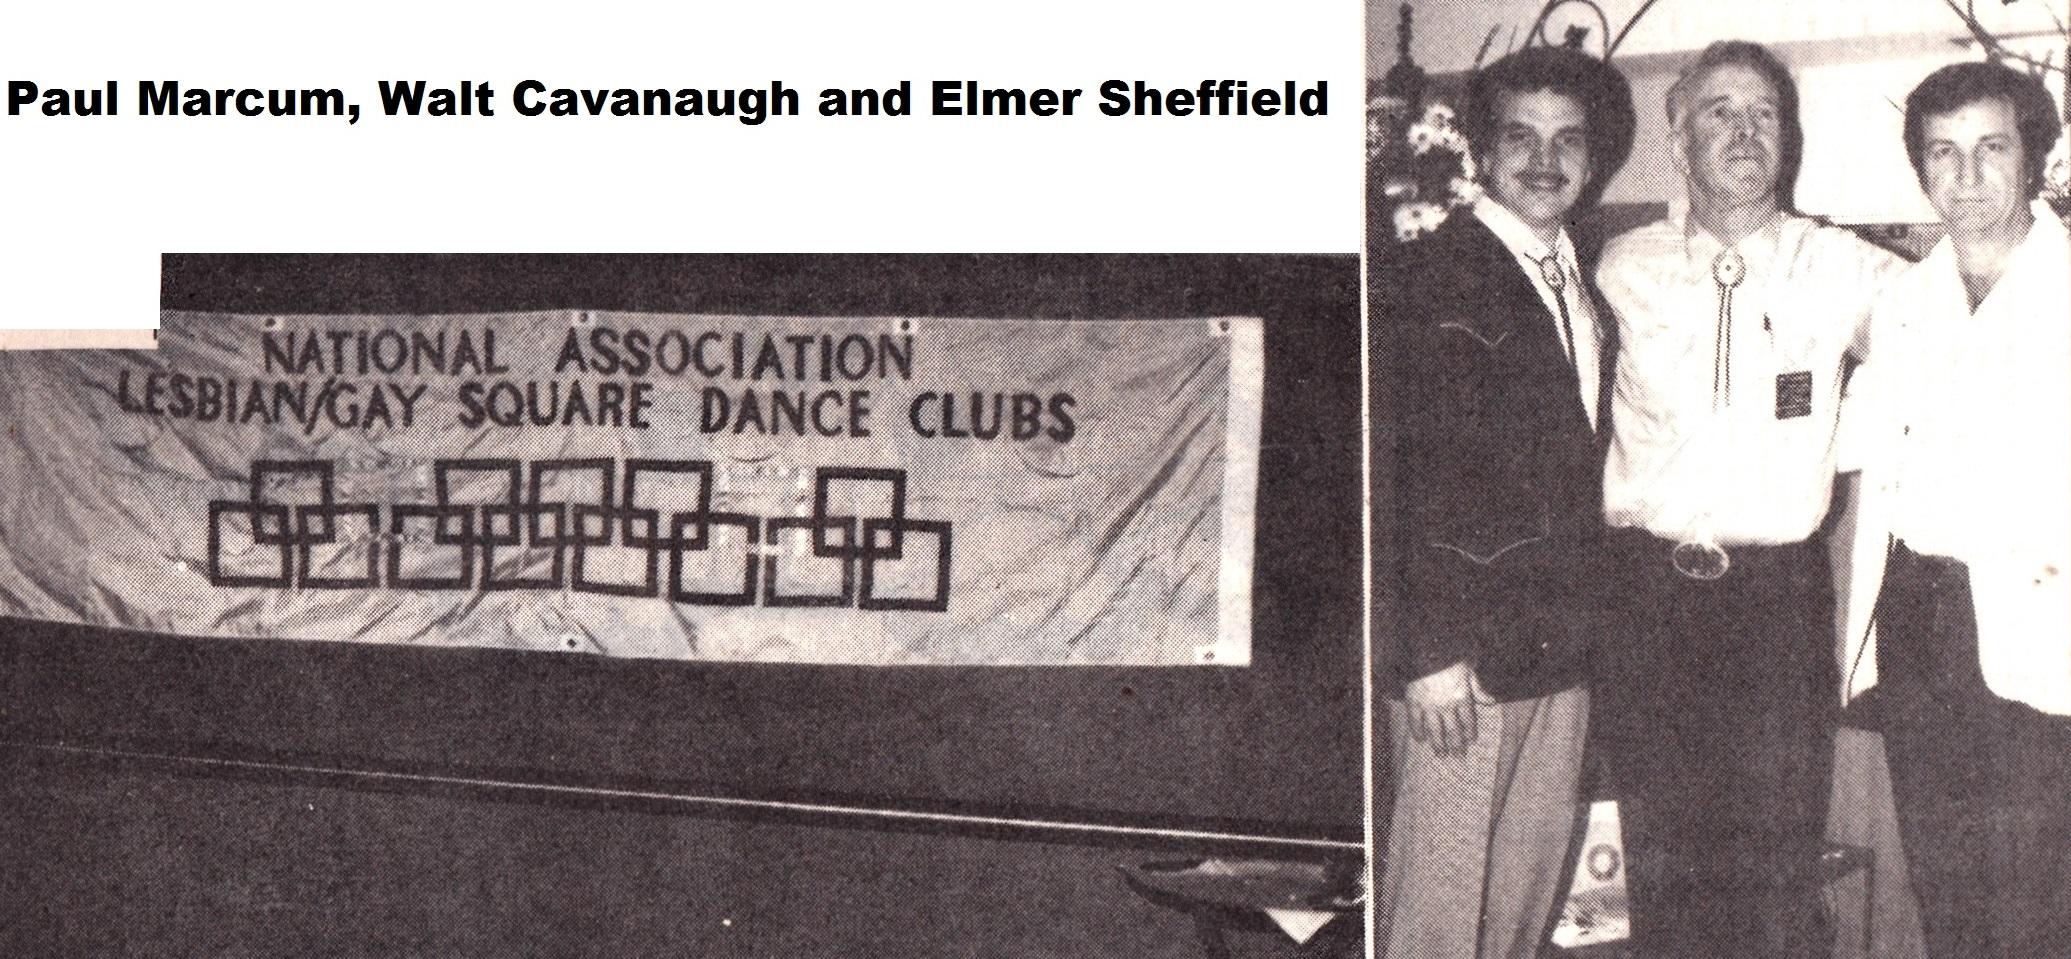 Paul Marcum, Walt Cavanaugh and Elmer Sheffield
NATIONAL ASSOCIATION
LESBIAN/GAY SQUARE DANCE CLUBS